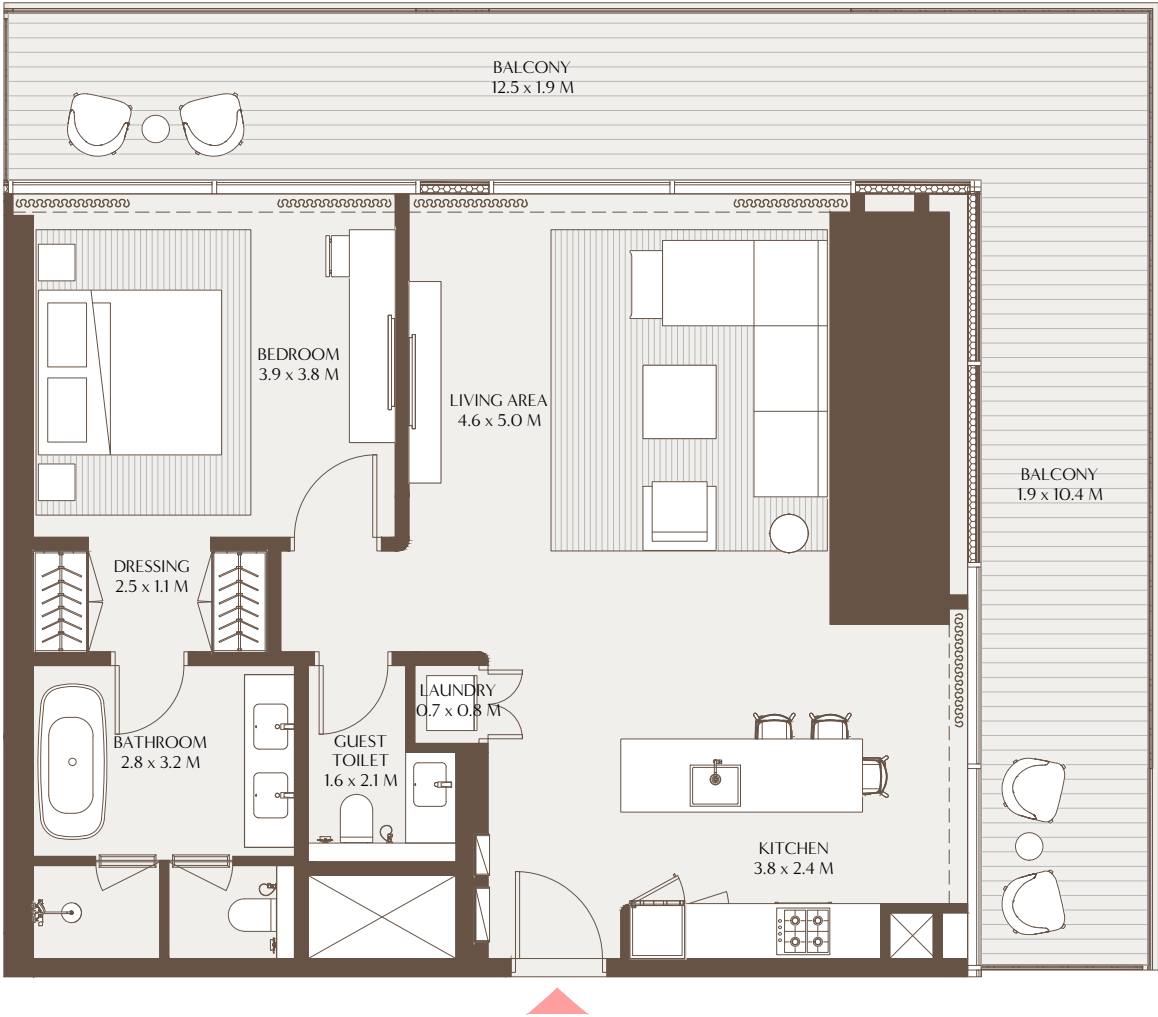 BALCONY
12.5 x 1.9 M
BEDROOM
3.9 x 3.8 M
LIVING AREA
4.6 x 5.0 M
BALCONY
1.9 x 10.4 M
DRESSING
2.5 x 1.1 M
LAUNDRY
0.7 x 0.8 M
BATHROOM
2.8 x 3.2 M
GUEST
TOILET
1.6 x 2.1 M
KITCHEN
3.8 x 2.4 M